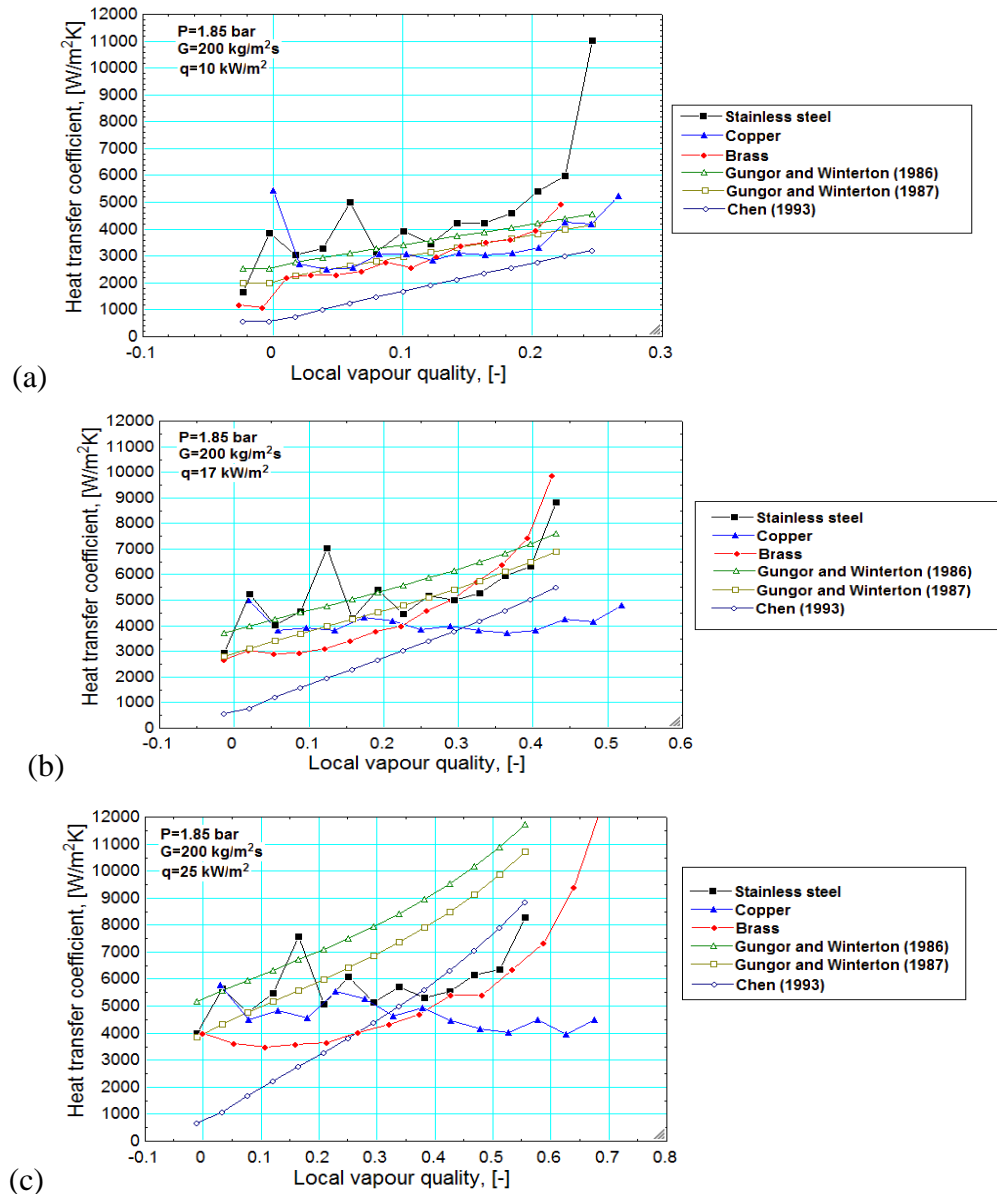 12000
11000
10000
9000
8000
7000
6000
5000
4000
3000
2000
1000
0
Heat transfer coefficient, [W/m²K]
P=1.85 bar
G=200 kg/m²s
q=10 kW/m²
-0.1 0 0.1 0.2 0.3
Local vapour quality, [-]
Stainless steel
Copper
Brass
Gungor and Winterton (1986)
Gungor and Winterton (1987)
Chen (1993)
(a)
12000
11000
10000
9000
8000
7000
6000
5000
4000
3000
2000
1000
0
Heat transfer coefficient, [W/m²K]
P=1.85 bar
G=200 kg/m²s
q=17 kW/m²
-0.1 0 0.1 0.2 0.3 0.4 0.5 0.6
Local vapour quality, [-]
Stainless steel
Copper
Brass
Gungor and Winterton (1986)
Gungor and Winterton (1987)
Chen (1993)
(b)
12000
11000
10000
9000
8000
7000
6000
5000
4000
3000
2000
1000
0
Heat transfer coefficient, [W/m²K]
P=1.85 bar
G=200 kg/m²s
q=25 kW/m²
-0.1 0 0.1 0.2 0.3 0.4 0.5 0.6 0.7 0.8
Local vapour quality, [-]
Stainless steel
Copper
Brass
Gungor and Winterton (1986)
Gungor and Winterton (1987)
Chen (1993)
(c)